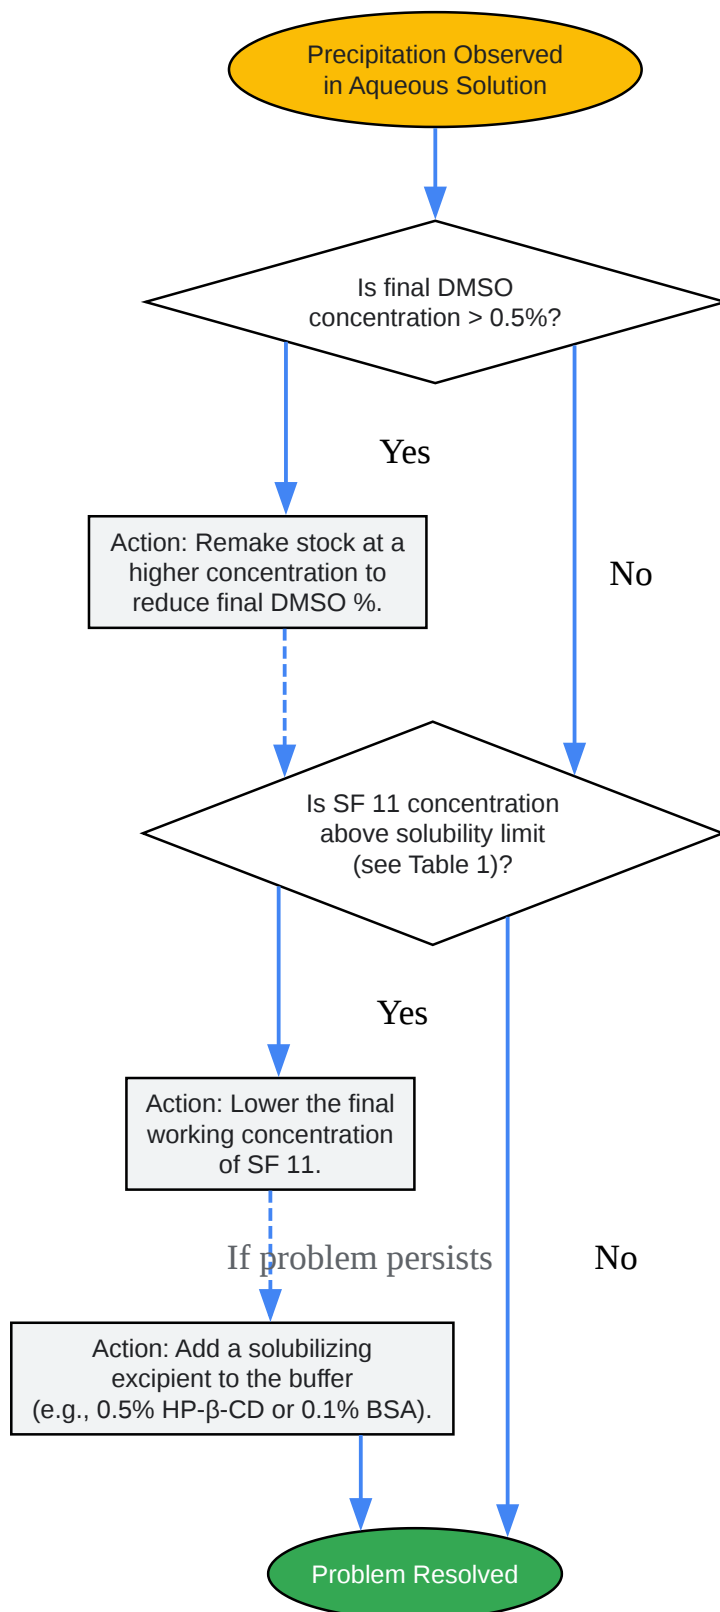 Precipitation Observed
in Aqueous Solution
Is final DMSO
concentration > 0.5%?
Yes
Action: Remake stock at a
higher concentration to
reduce final DMSO %.
No
Is SF 11 concentration
above solubility limit
(see Table 1)?
Yes
Action: Lower the final
working concentration
of SF 11.
If problem persists
No
Action: Add a solubilizing
excipient to the buffer
(e.g., 0.5% HP-β-CD or 0.1% BSA).
Problem Resolved